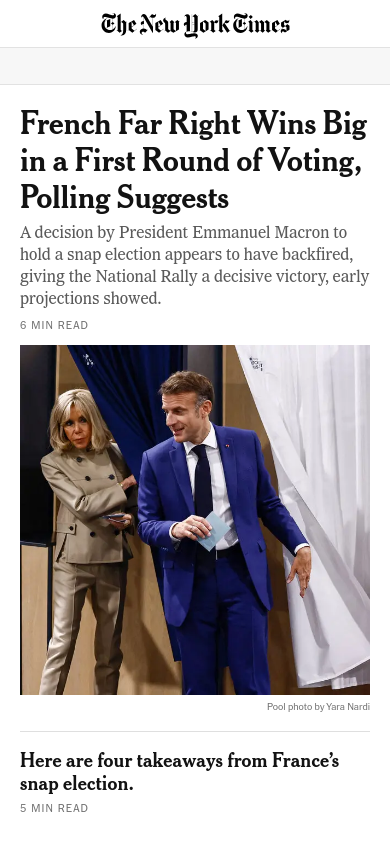 The New York Times
French Far Right Wins Big
in a First Round of Voting,
Polling Suggests
A decision by President Emmanuel Macron to
hold a snap election appears to have backfired,
giving the National Rally a decisive victory, early
projections showed.
6 MIN READ
Pool photo by Yara Nardi
Here are four takeaways from France’s
snap election.
5 MIN READ